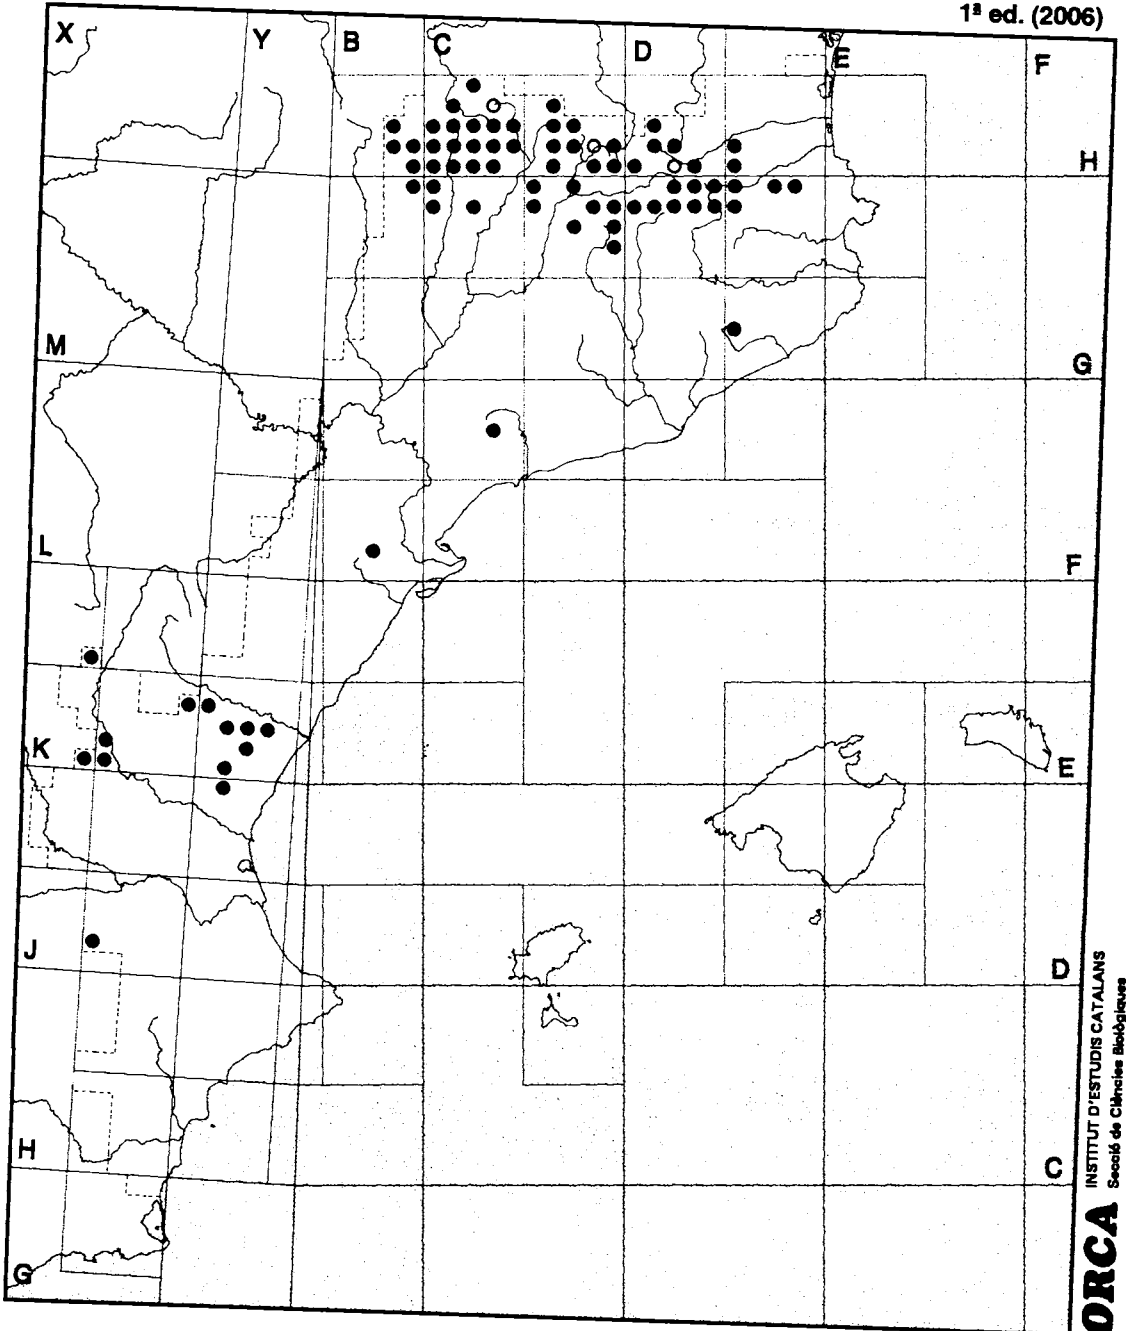 1ª ed. (2006)
X Y B C D E F
H
M G
L F
K E
J D
H C
G
INSTITUT D'ESTUDIS CATALANS
Secció de Ciències Biològiques
ORCA